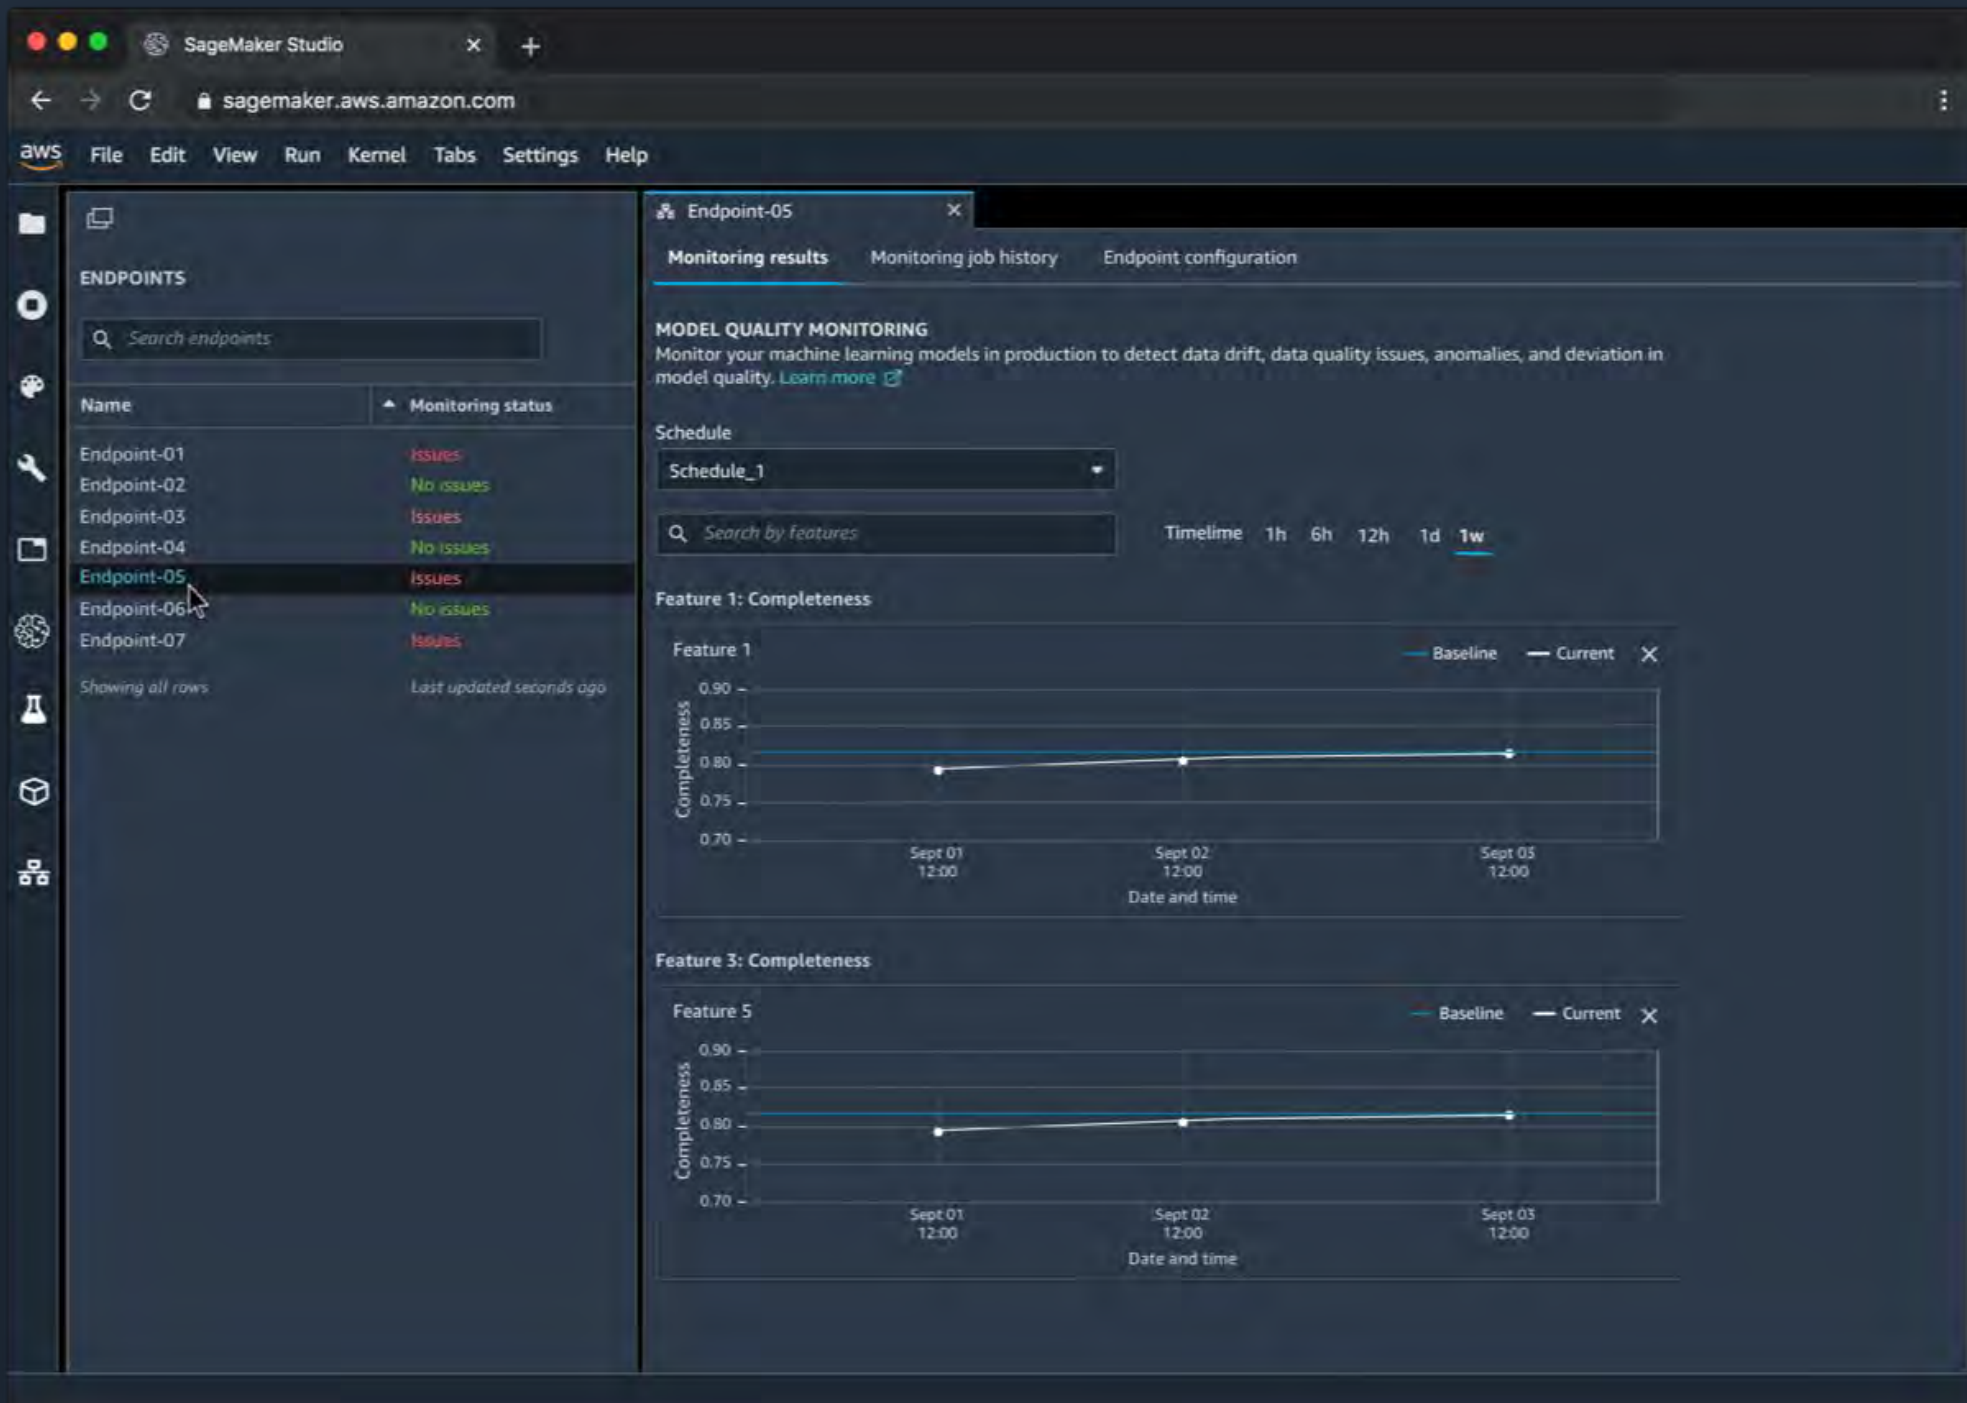 SageMaker Studio
sagemaker.aws.amazon.com
aws File Edit View Run Kernel Tabs Settings Help
ENDPOINTS
Search endpoints
Name Monitoring status
Endpoint-01 Issues
Endpoint-02 No issues
Endpoint-03 Issues
Endpoint-04 No issues
Endpoint-05 Issues
Endpoint-06 No issues
Endpoint-07 Issues
Showing all rows Last updated seconds ago
Endpoint-05
Monitoring results Monitoring job history Endpoint configuration
MODEL QUALITY MONITORING
Monitor your machine learning models in production to detect data drift, data quality issues, anomalies, and deviation in
model quality. Learn more
Schedule
Schedule_1
Search by features Timelime 1h 6h 12h 1d 1w
Feature 1: Completeness
Feature 1 Baseline Current
Completeness
0.90
0.85
0.80
0.75
0.70
Sept 01 Sept 02 Sept 03
12:00 12:00 12:00
Date and time
Feature 3: Completeness
Feature 5 Baseline Current
Completeness
0.90
0.85
0.80
0.75
0.70
Sept 01 Sept 02 Sept 03
12:00 12:00 12:00
Date and time